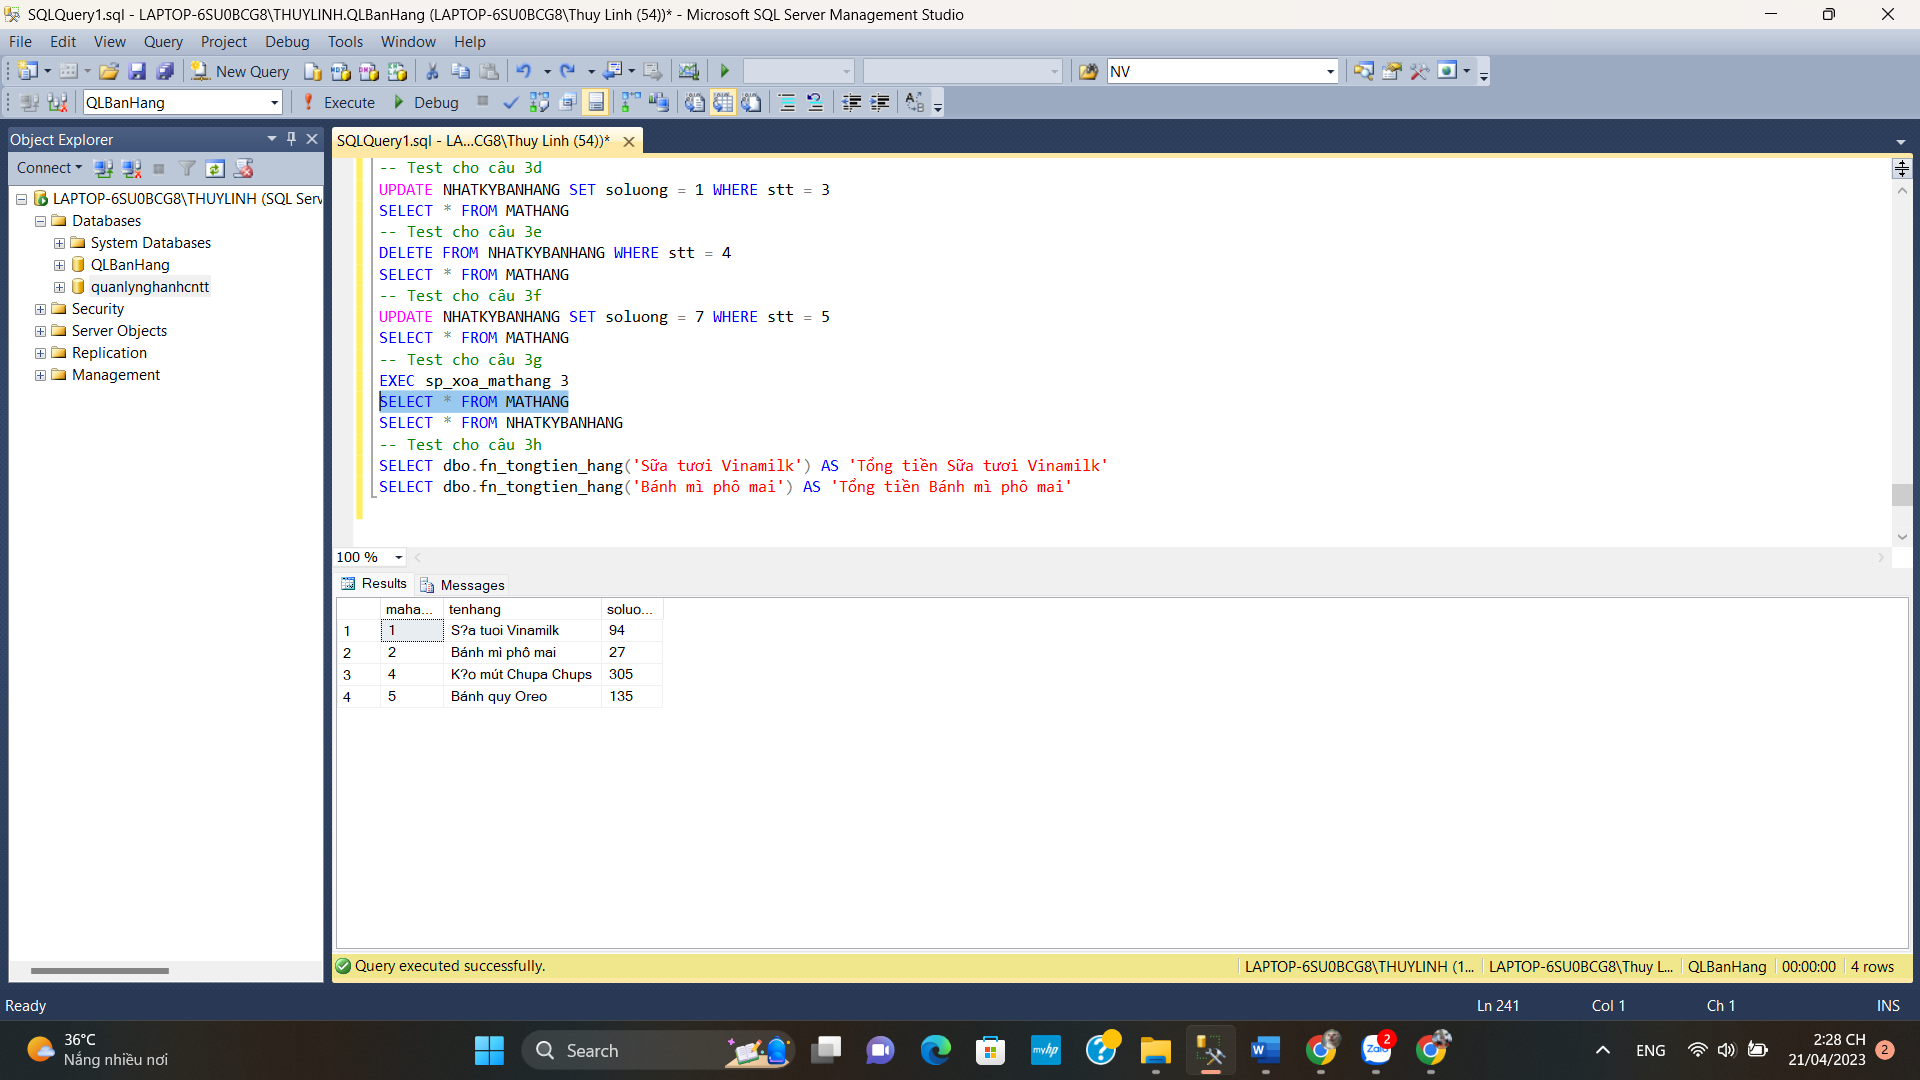 SQLQuery1.sql - LAPTOP-6SU0BCG8\THUYLINH.QLBanHang (LAPTOP-6SU0BCG8\Thuy Linh (54))* - Microsoft SQL Server Management Studio
File Edit View Query Project Debug Tools Window Help
New Query NV
QLBanHang Execute Debug
Object Explorer
Connect
LAPTOP-6SU0BCG8\THUYLINH (SQL Serv
Databases
System Databases
QLBanHang
quanlynghanhcntt
Security
Server Objects
Replication
Management
SQLQuery1.sql - LA...CG8\Thuy Linh (54))*
-- Test cho câu 3d
UPDATE NHATKYBANHANG SET soluong = 1 WHERE stt = 3
SELECT * FROM MATHANG
-- Test cho câu 3e
DELETE FROM NHATKYBANHANG WHERE stt = 4
SELECT * FROM MATHANG
-- Test cho câu 3f
UPDATE NHATKYBANHANG SET soluong = 7 WHERE stt = 5
SELECT * FROM MATHANG
-- Test cho câu 3g
EXEC sp_xoa_mathang 3
SELECT * FROM MATHANG
SELECT * FROM NHATKYBANHANG
-- Test cho câu 3h
SELECT dbo.fn_tongtien_hang('Sữa tươi Vinamilk') AS 'Tổng tiền Sữa tươi Vinamilk'
SELECT dbo.fn_tongtien_hang('Bánh mì phô mai') AS 'Tổng tiền Bánh mì phô mai'
100 %
Results Messages
maha... tenhang soluo...
1 1 S?a tuoi Vinamilk 94
2 2 Bánh mì phô mai 27
3 4 K?o mút Chupa Chups 305
4 5 Bánh quy Oreo 135
Query executed successfully. LAPTOP-6SU0BCG8\THUYLINH (1... LAPTOP-6SU0BCG8\Thuy L... QLBanHang 00:00:00 4 rows
Ready Ln 241 Col 1 Ch 1 INS
36°C
Nắng nhiều nơi
Search
myhp
Zalo
2
ENG
2:28 CH
21/04/2023
2